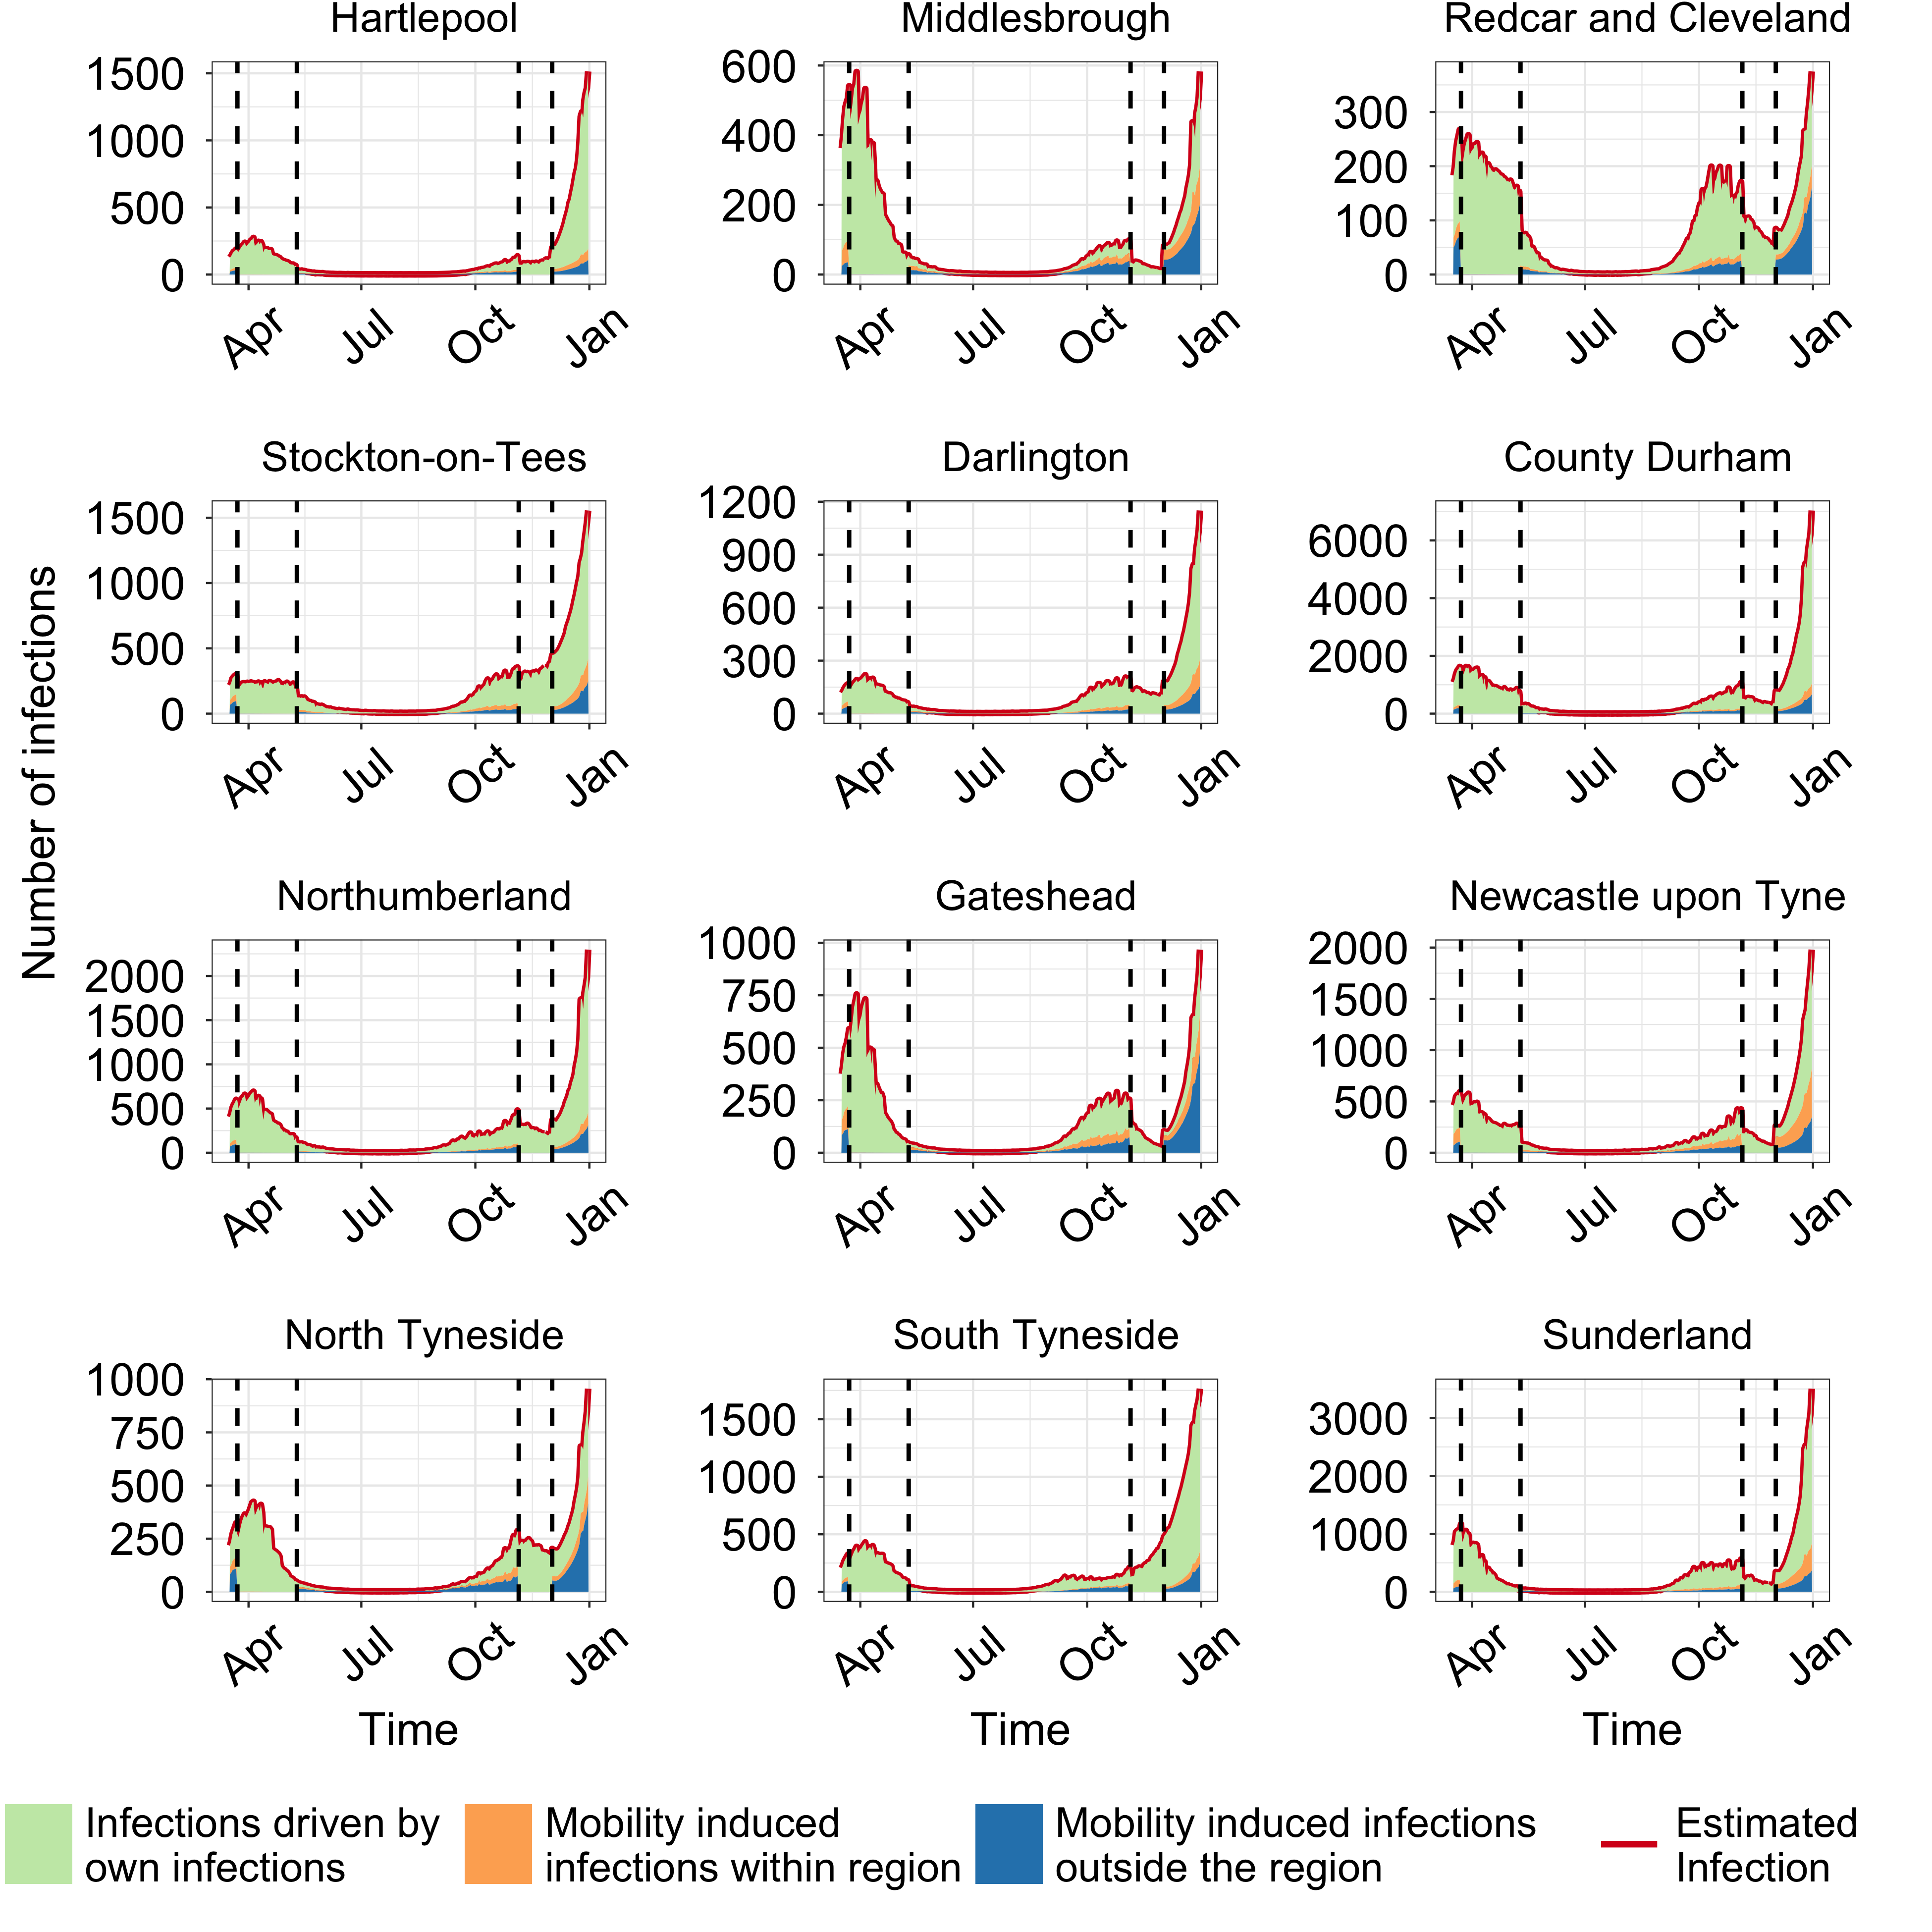 Hartlepool
Middlesbrough
Redcar and Cleveland
1500
1000
500
0
600
400
200
0
300
200
100
0
Apr
Jul
Oct
Jan
Apr
Jul
Oct
Jan
Apr
Jul
Oct
Jan
Stockton-on-Tees
Darlington
County Durham
1500
1000
500
0
1200
900
600
300
0
6000
4000
2000
0
Apr
Jul
Oct
Jan
Apr
Jul
Oct
Jan
Apr
Jul
Oct
Jan
Number of infections
Northumberland
Gateshead
Newcastle upon Tyne
2000
1500
1000
500
0
1000
750
500
250
0
2000
1500
1000
500
0
Apr
Jul
Oct
Jan
Apr
Jul
Oct
Jan
Apr
Jul
Oct
Jan
North Tyneside
South Tyneside
Sunderland
1000
750
500
250
0
1500
1000
500
0
3000
2000
1000
0
Apr
Jul
Oct
Jan
Apr
Jul
Oct
Jan
Apr
Jul
Oct
Jan
Time
Time
Time
Infections driven by
own infections
Mobility induced
infections within region
Mobility induced infections
outside the region
Estimated
Infection